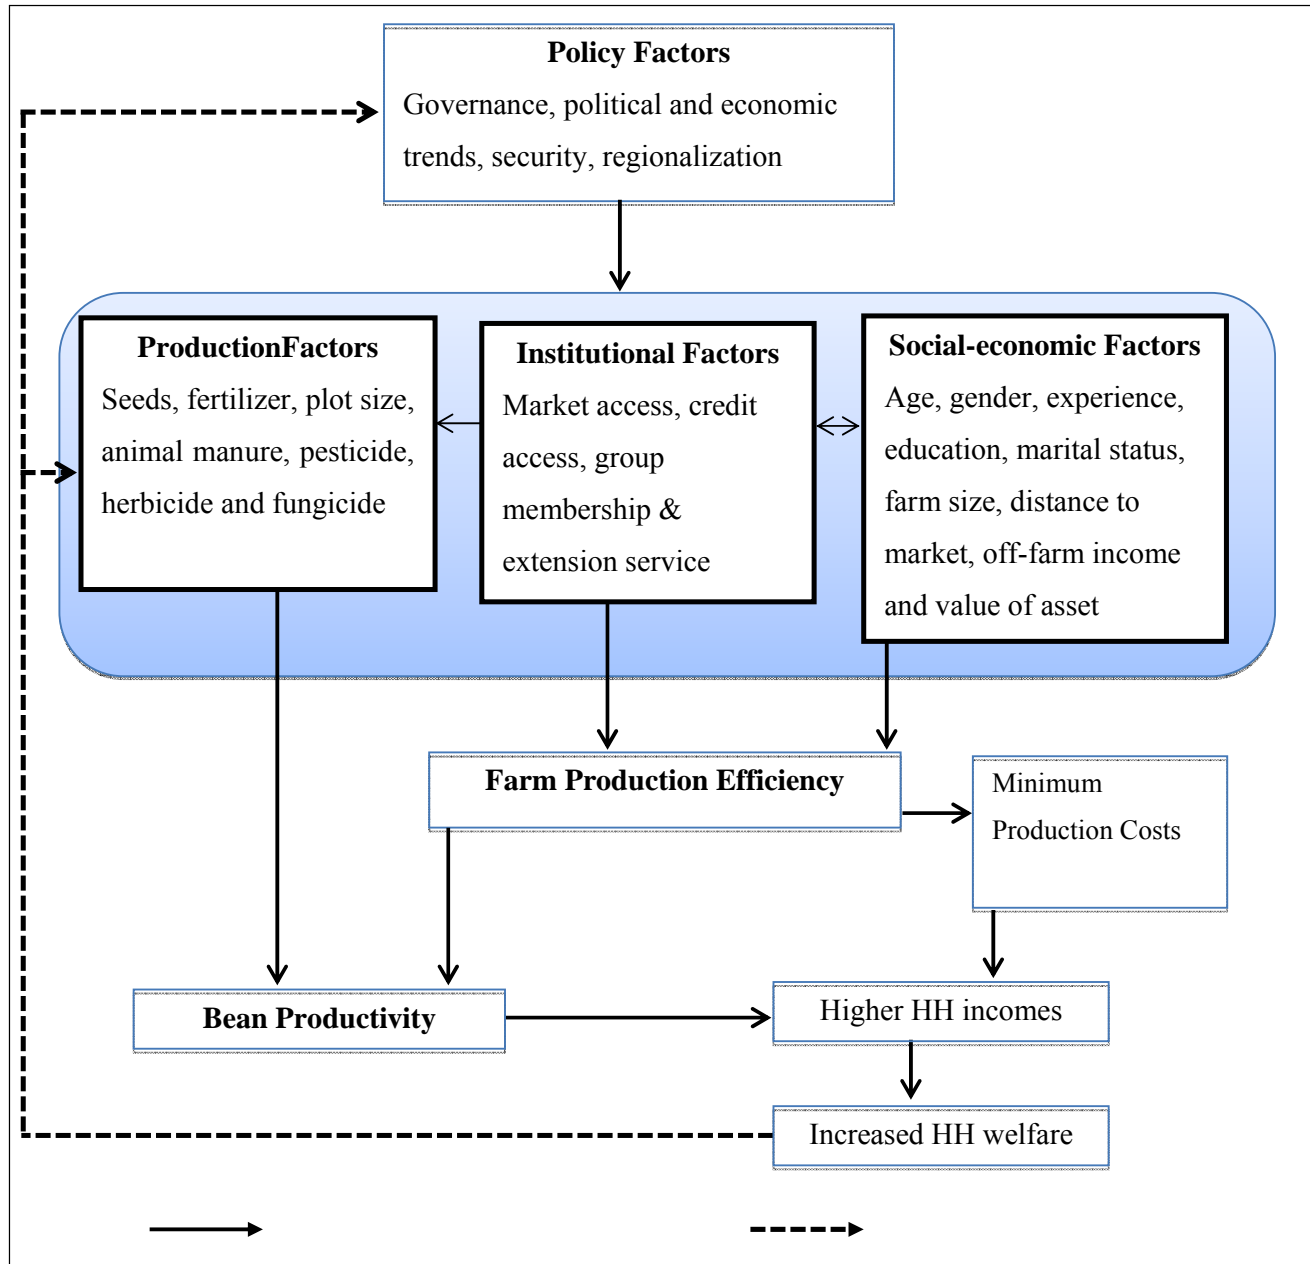 Policy Factors
Governance, political and economic
trends, security, regionalization
ProductionFactors
Seeds, fertilizer, plot size,
animal manure, pesticide,
herbicide and fungicide
Institutional Factors
Market access, credit
access, group
membership &
extension service
Social-economic Factors
Age, gender, experience,
education, marital status,
farm size, distance to
market, off-farm income
and value of asset
Farm Production Efficiency
Minimum
Production Costs
Bean Productivity
Higher HH incomes
Increased HH welfare